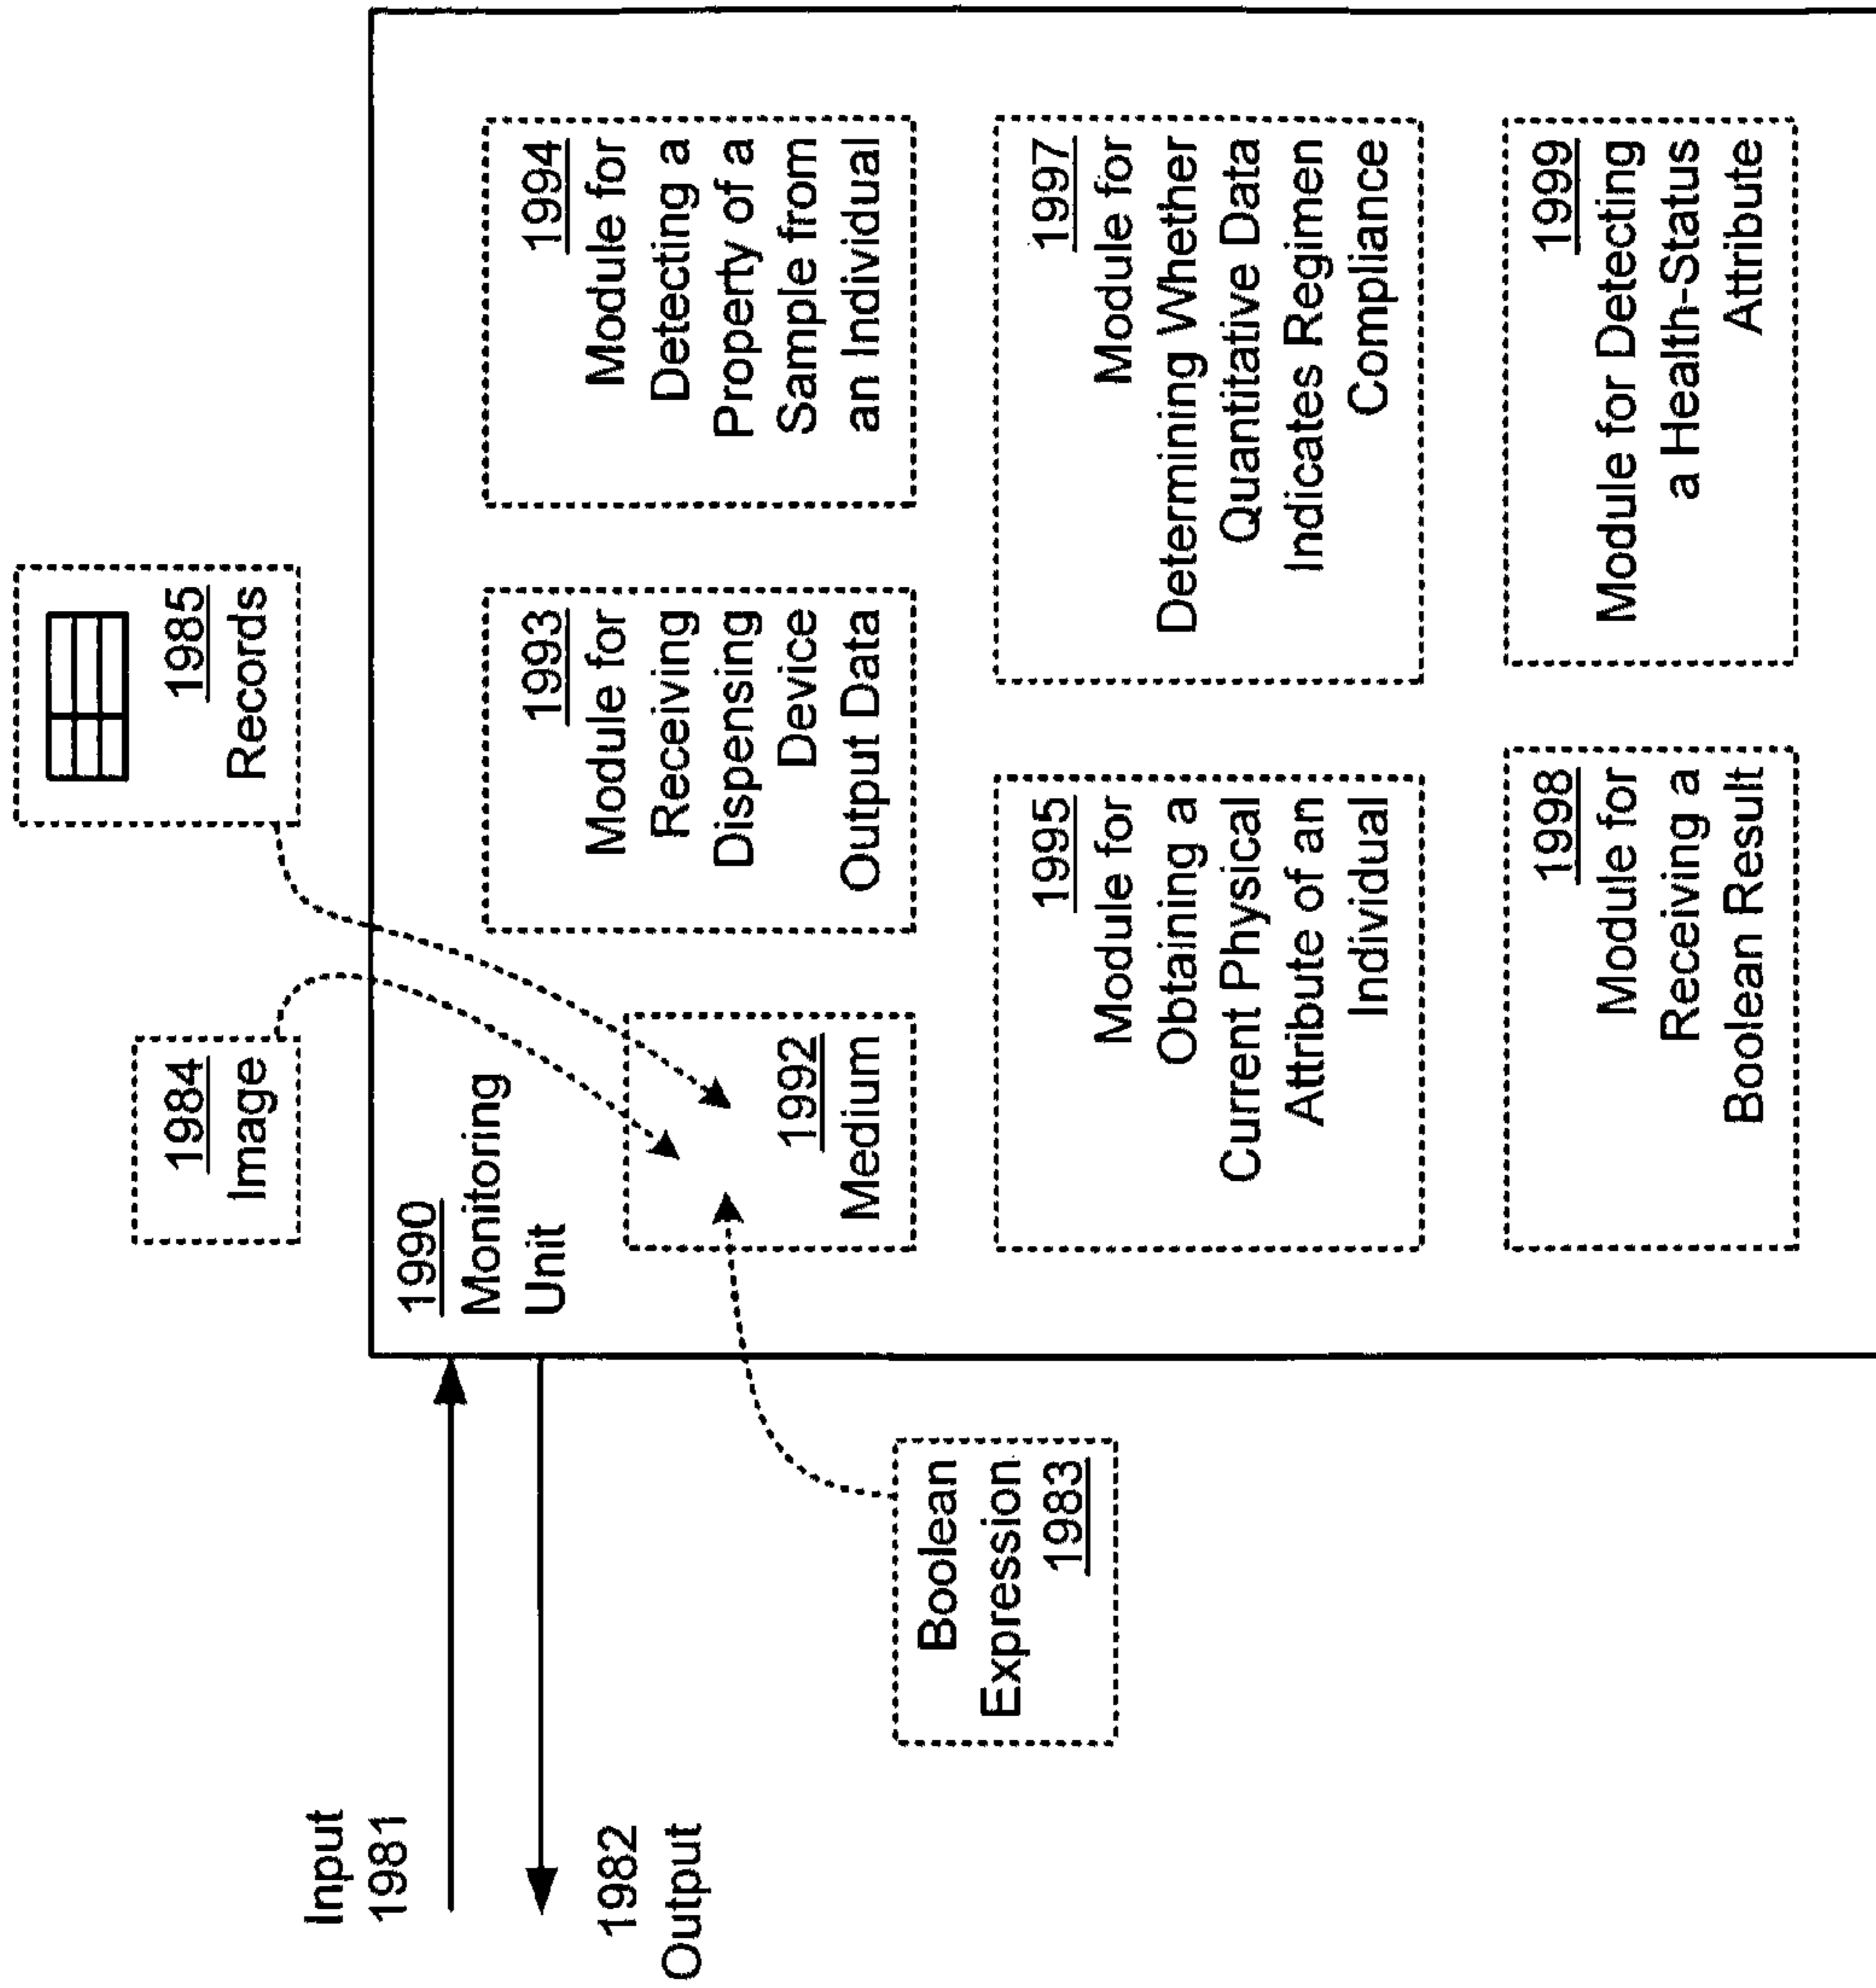 Input
1981
1982
Output
Boolean
Expression
1983
1984
Image
1985
Records
1990
Monitoring
Unit
1992
Medium
1993
Module for
Receiving
Dispensing
Device
Output Data
1994
Module for
Detecting a
Property of a
Sample from
an Individual
1995
Module for
Obtaining a
Current Physical
Attribute of an
Individual
1997
Module for
Determining Whether
Quantitative Data
Indicates Regimen
Compliance
1998
Module for
Receiving a
Boolean Result
1999
Module for Detecting
a Health-Status
Attribute